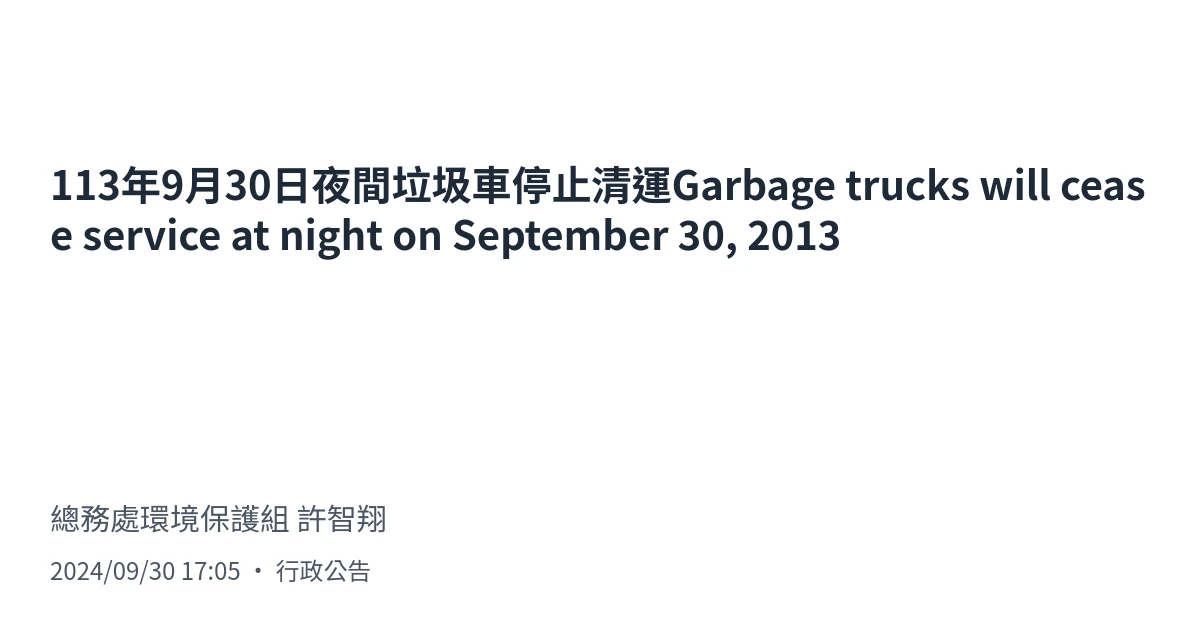 113年9月30日夜間垃圾車停止清運Garbage trucks will ceas
e service at night on September 30, 2013
總務處環境保護組 許智翔
2024/09/30 17:05 ・ 行政公告